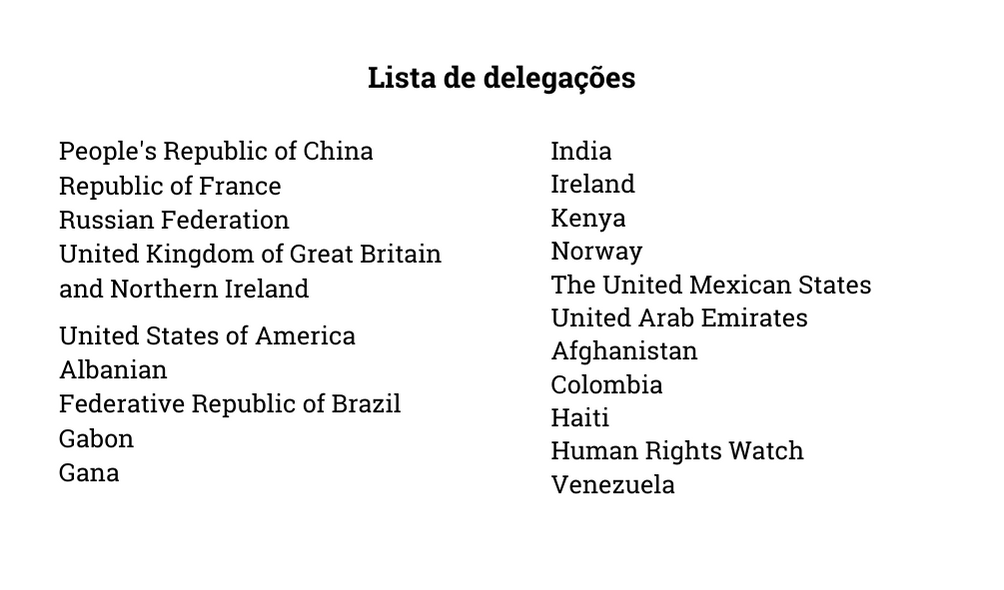 Lista de delegações
People's Republic of China
Republic of France
Russian Federation
United Kingdom of Great Britain
and Northern Ireland
United States of America
Albanian
Federative Republic of Brazil
Gabon
Gana
India
Ireland
Kenya
Norway
The United Mexican States
United Arab Emirates
Afghanistan
Colombia
Haiti
Human Rights Watch
Venezuela